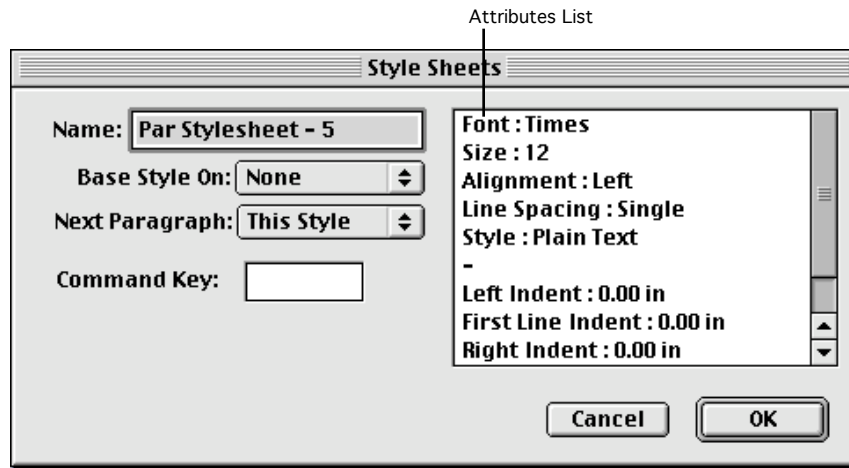 Attributes List
Style Sheets
Name: Par Stylesheet - 5
Base Style On: None
Next Paragraph: This Style
Command Key:
Font : Times
Size : 12
Alignment : Left
Line Spacing : Single
Style : Plain Text
-
Left Indent : 0.00 in
First Line Indent : 0.00 in
Right Indent : 0.00 in
Cancel OK